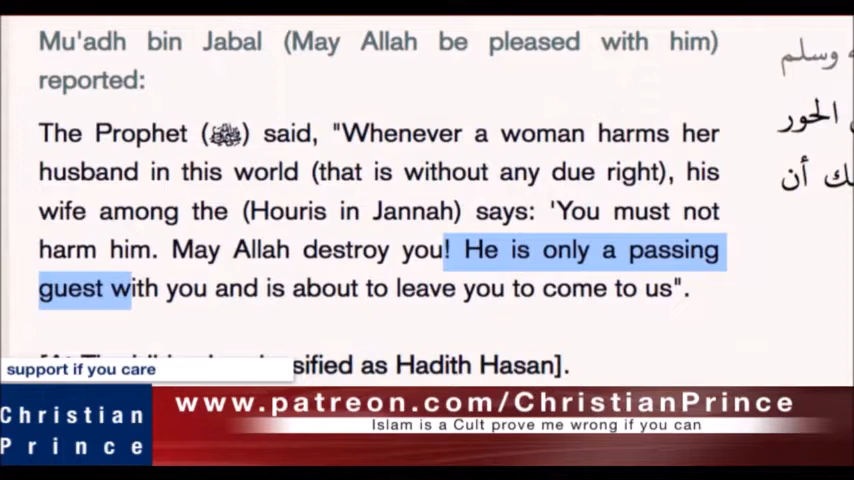 Mu'adh bin Jabal (May Allah be pleased with him)
reported:
The Prophet (ﷺ) said, "Whenever a woman harms her
husband in this world (that is without any due right), his
wife among the (Houris in Jannah) says: 'You must not
harm him. May Allah destroy you! He is only a passing
guest with you and is about to leave you to come to us".
sified as Hadith Hasan].
ه وسلم
الحور
أن
support if you care
Christian
Prince
www.patreon.com/ChristianPrince
Islam is a Cult prove me wrong if you can